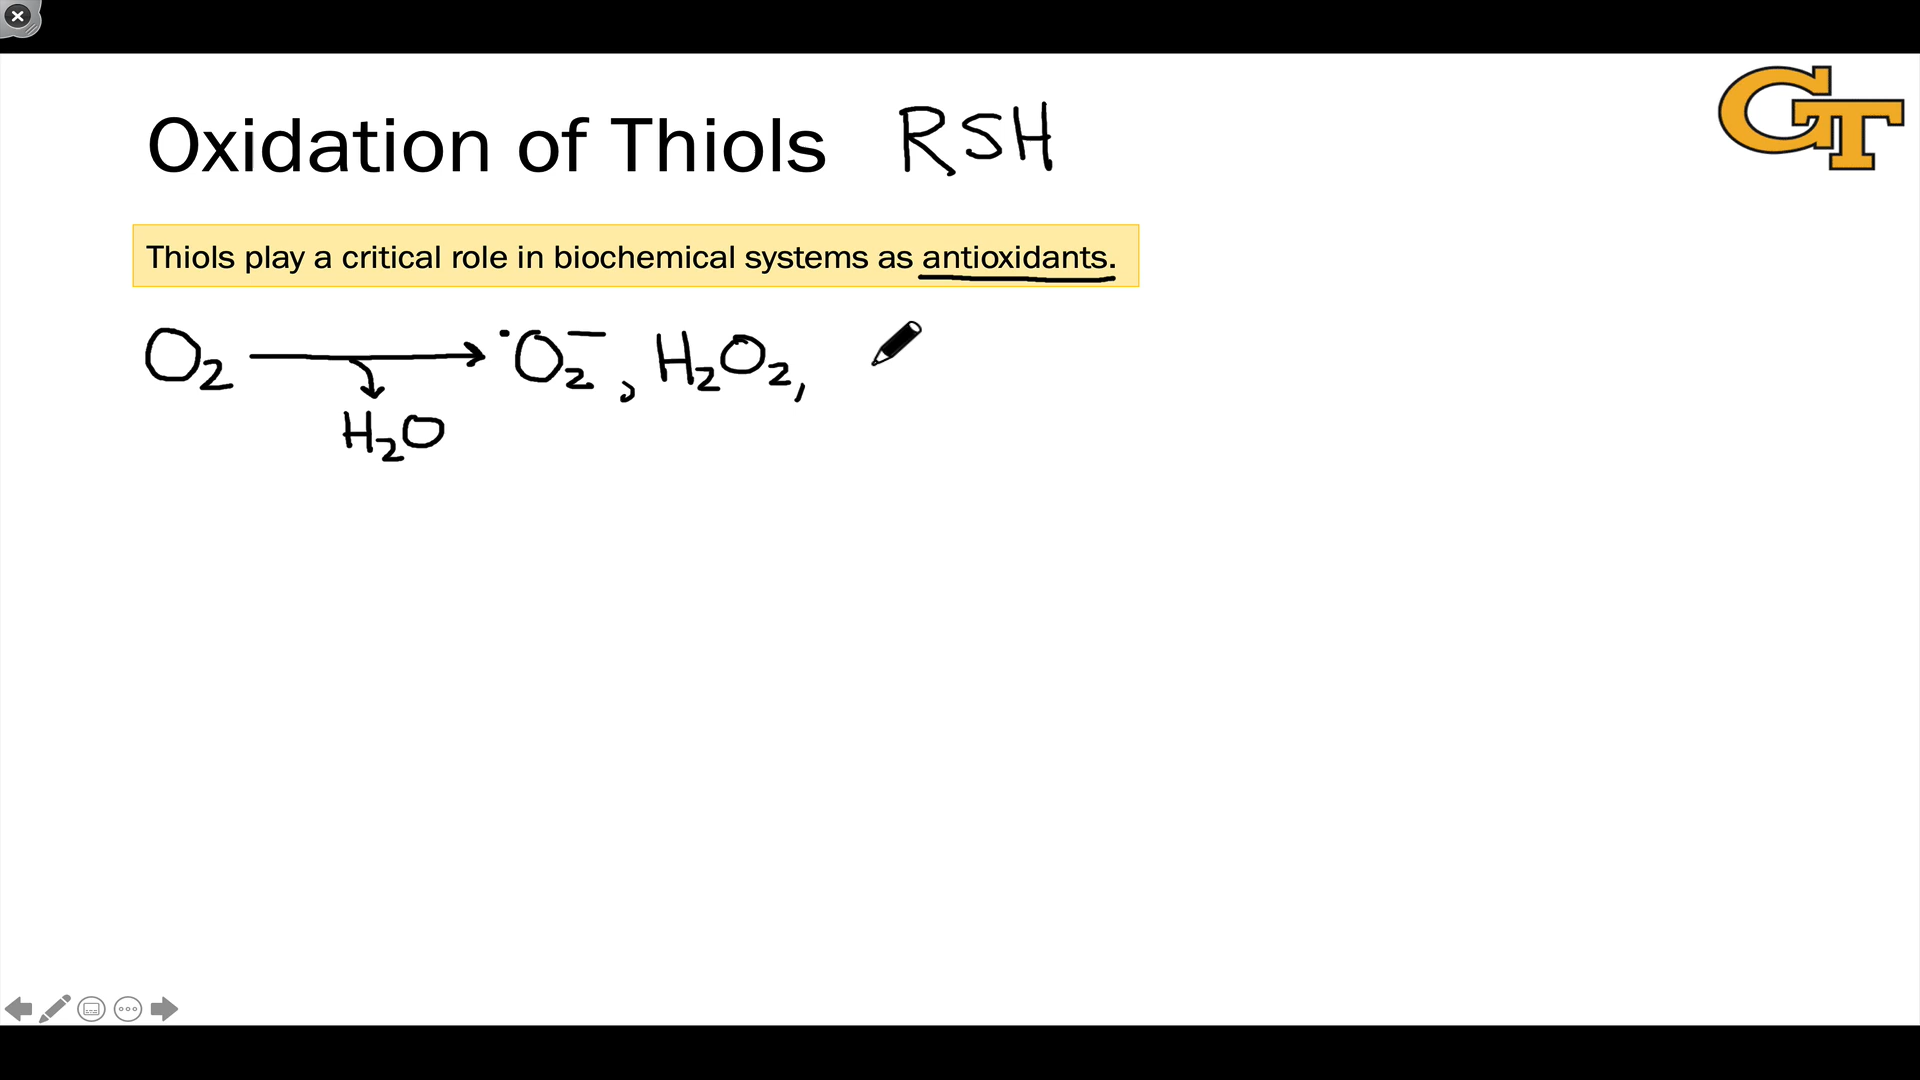 Oxidation of Thiols RSH
GT
Thiols play a critical role in biochemical systems as antioxidants.
O₂ → ·O₂⁻, H₂O₂,
H₂O